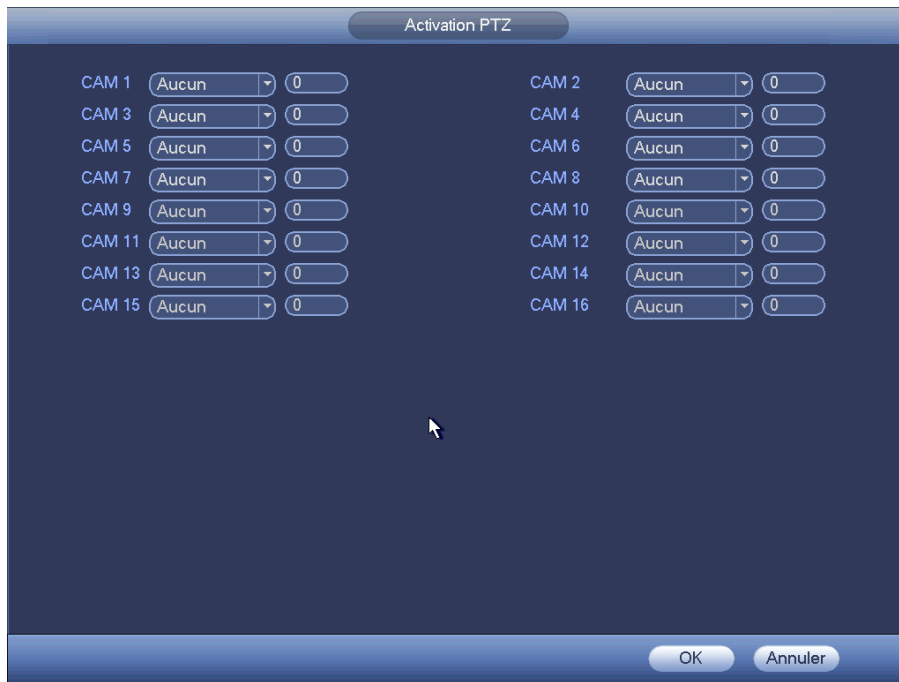 Activation PTZ
CAM 1 Aucun 0 CAM 2 Aucun 0
CAM 3 Aucun 0 CAM 4 Aucun 0
CAM 5 Aucun 0 CAM 6 Aucun 0
CAM 7 Aucun 0 CAM 8 Aucun 0
CAM 9 Aucun 0 CAM 10 Aucun 0
CAM 11 Aucun 0 CAM 12 Aucun 0
CAM 13 Aucun 0 CAM 14 Aucun 0
CAM 15 Aucun 0 CAM 16 Aucun 0
OK Annuler